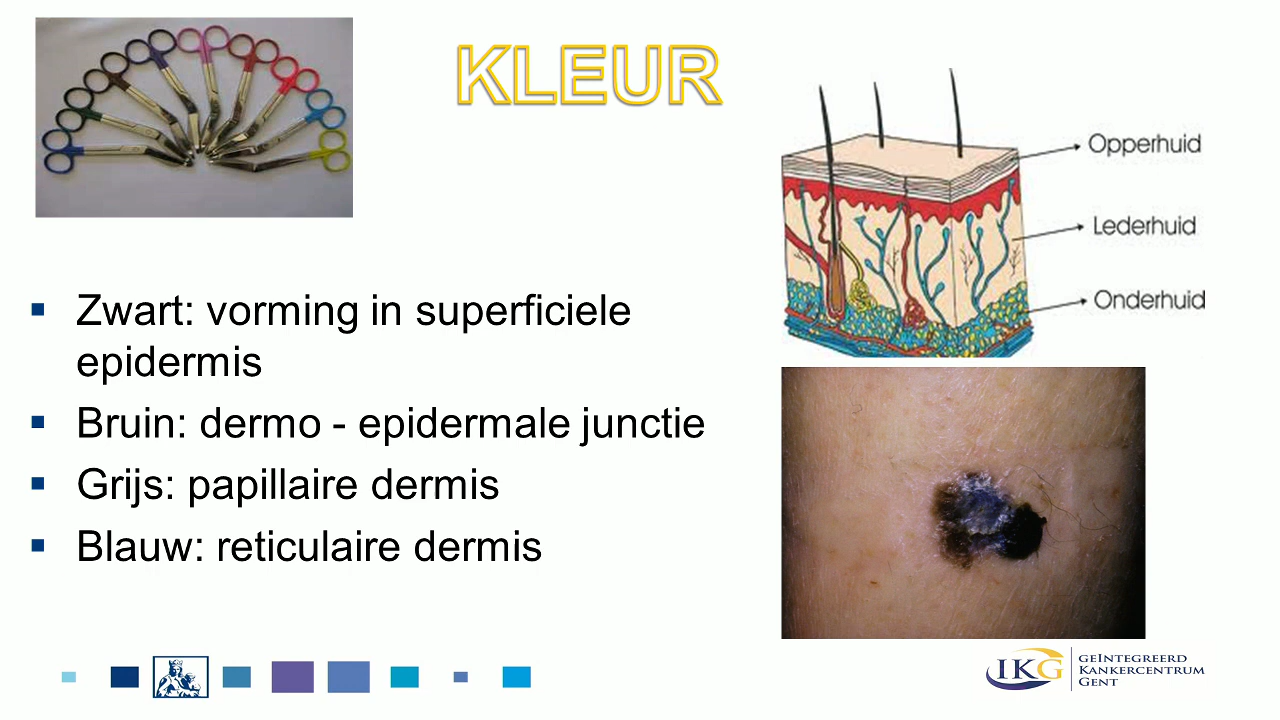 KLEUR
Opperhuid
Lederhuid
Onderhuid
Zwart: vorming in superficiele
epidermis
Bruin: dermo - epidermale junctie
Grijs: papillaire dermis
Blauw: reticulaire dermis
IKG
GEÏNTEGREERD
KANKERCENTRUM
GENT